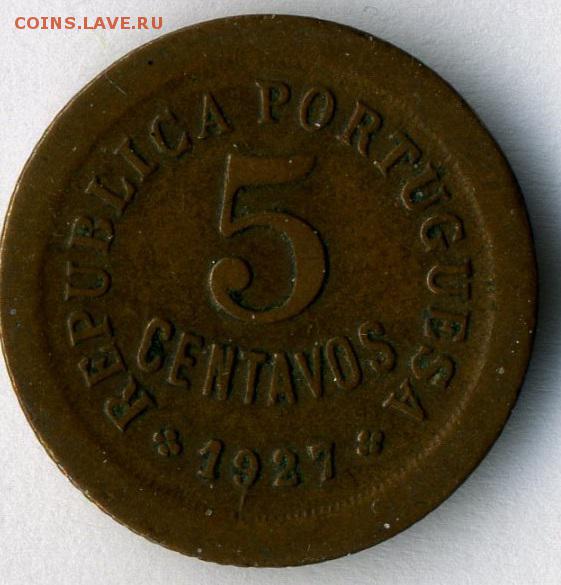 COINS.LAVE.RU
REPUBLICA PORTUGUESA
5
CENTAVOS
1927